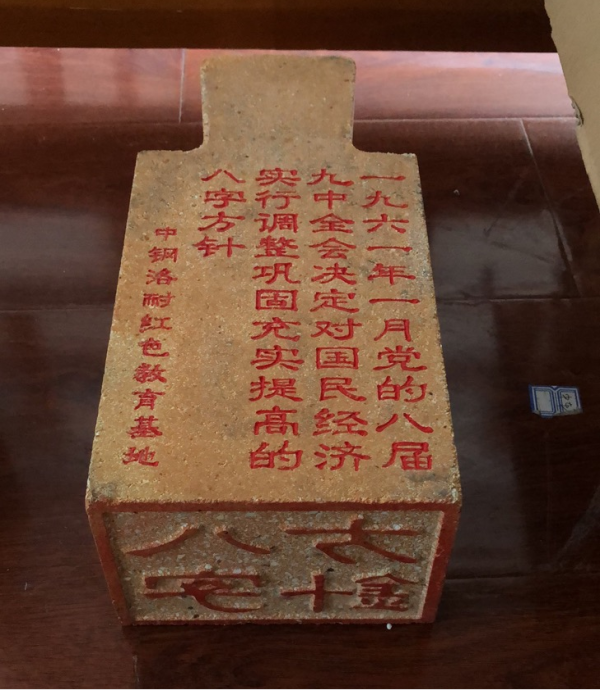 一九六一年一月党的八届
九中全会决定对国民经济
实行调整巩固充实提高的
八字方针
中钢洛耐红色教育基地